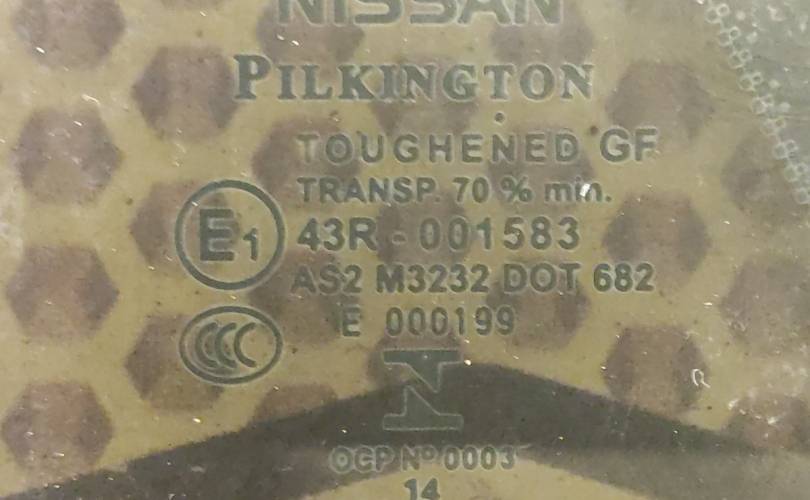 NISSAN
PILKINGTON
TOUGHENED GF
TRANSP. 70 % min.
E1 43R - 001583
AS2 M3232 DOT 682
CCC E 000199
N
OCP Nº 0003
14